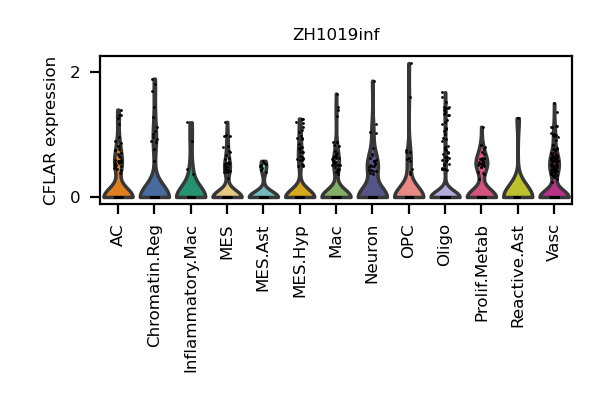 ZH1019inf
CFLAR expression
2
0
AC
Chromatin.Reg
Inflammatory.Mac
MES
MES.Ast
MES.Hyp
Mac
Neuron
OPC
Oligo
Prolif.Metab
Reactive.Ast
Vasc